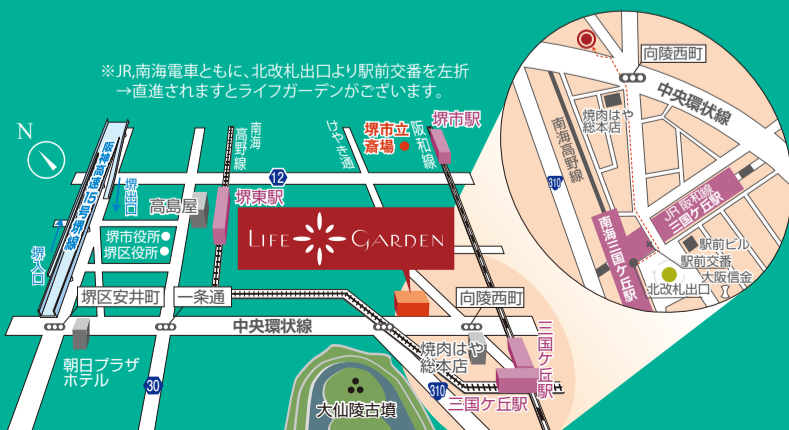 ※JR,南海電車ともに、北改札出口より駅前交番を左折
→直進されますとライフガーデンがございます。
N
阪神高速15号堺線
堺出口
堺入口
高島屋
堺市役所
堺区役所
南海
高野線
12
堺東駅
けやき通
堺市立
斎場
阪和線
堺市駅
LIFE GARDEN
堺区安井町
一条通
向陵西町
中央環状線
朝日プラザ
ホテル
30
大仙陵古墳
310
焼肉はや
総本店
三国ケ丘駅
三国ケ丘駅
向陵西町
中央環状線
焼肉はや
総本店
南海高野線
310
JR 阪和線
三国ケ丘駅
南海三国ケ丘駅
駅前ビル
駅前交番
大阪信金
北改札出口